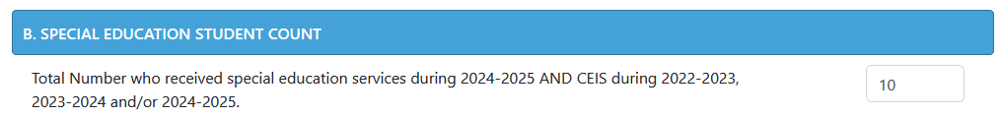 B. SPECIAL EDUCATION STUDENT COUNT
Total Number who received special education services during 2024-2025 AND CEIS during 2022-2023,
2023-2024 and/or 2024-2025.
10